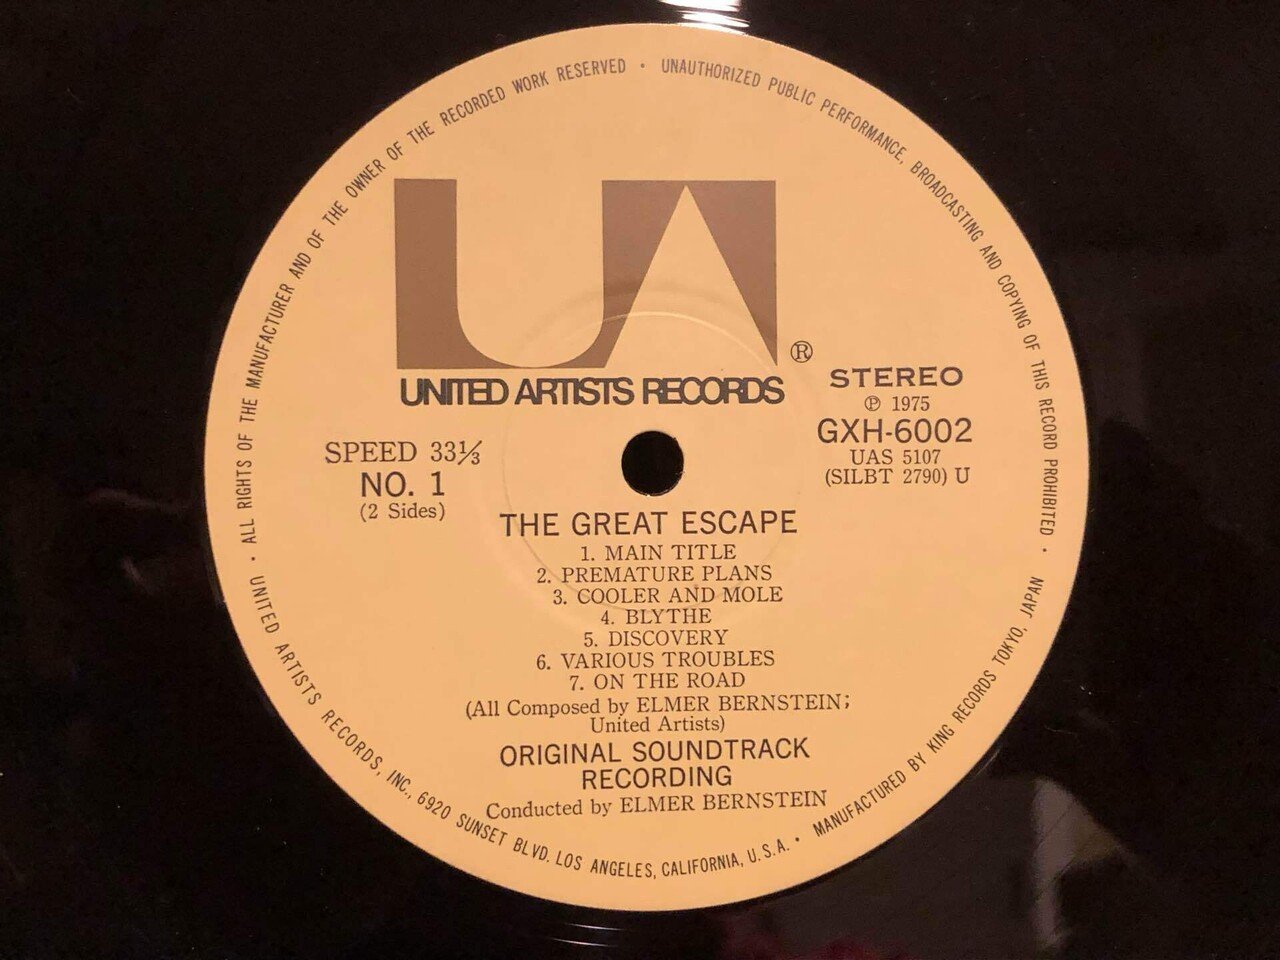 • ALL RIGHTS OF THE MANUFACTURER AND OF THE OWNER OF THE RECORDED WORK RESERVED • UNAUTHORIZED PUBLIC PERFORMANCE, BROADCASTING AND COPYING OF THIS RECORD PROHIBITED •
UA
®
UNITED ARTISTS RECORDS
STEREO
℗ 1975
GXH-6002
UAS 5107
(SILBT 2790) U
SPEED 33⅓
NO. 1
(2 Sides)
THE GREAT ESCAPE
1. MAIN TITLE
2. PREMATURE PLANS
3. COOLER AND MOLE
4. BLYTHE
5. DISCOVERY
6. VARIOUS TROUBLES
7. ON THE ROAD
(All Composed by ELMER BERNSTEIN;
United Artists)
ORIGINAL SOUNDTRACK
RECORDING
Conducted by ELMER BERNSTEIN
UNITED ARTISTS RECORDS, INC., 6920 SUNSET BLVD. LOS ANGELES, CALIFORNIA, U.S.A. • MANUFACTURED BY KING RECORDS TOKYO, JAPAN